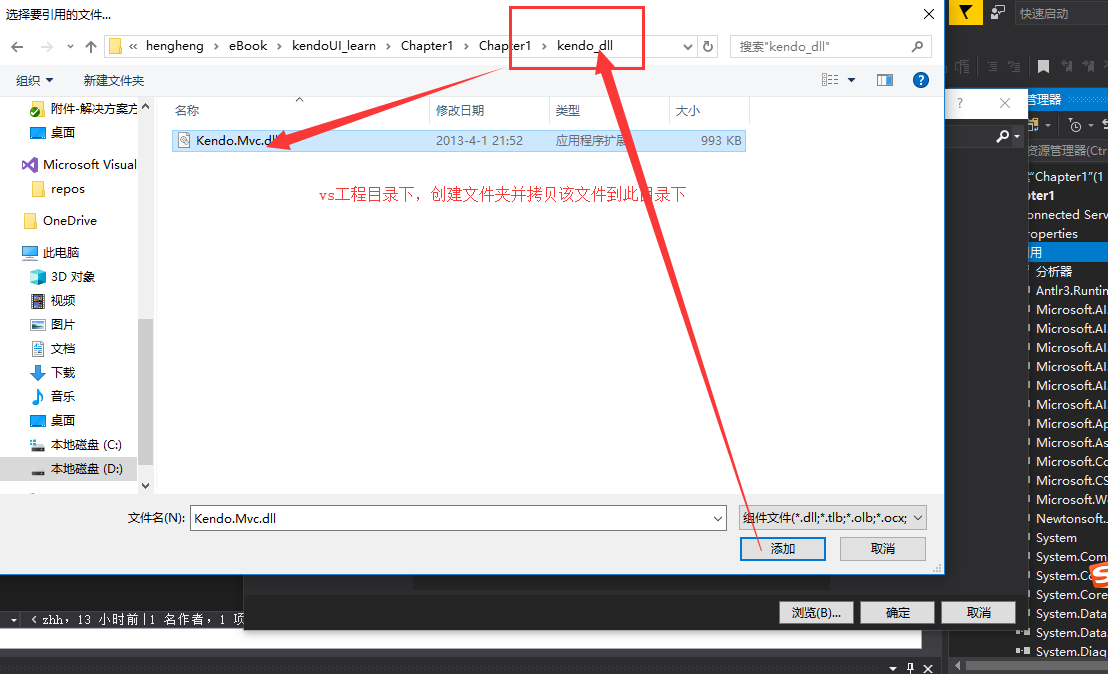 选择要引用的文件...
快速启动
« hengheng › eBook › kendoUI_learn › Chapter1 › Chapter1 › kendo_dll
搜索"kendo_dll"
组织
新建文件夹
名称
修改日期
类型
大小
Kendo.Mvc.dll
2013-4-1 21:52
应用程序扩展
993 KB
vs工程目录下，创建文件夹并拷贝该文件到此目录下
附件-解决方案方
桌面
Microsoft Visual
repos
OneDrive
此电脑
3D 对象
视频
图片
文档
下载
音乐
桌面
本地磁盘 (C:)
本地磁盘 (D:)
文件名(N):
Kendo.Mvc.dll
组件文件(*.dll;*.tlb;*.olb;*.ocx;
添加
取消
管理器
资源管理器(Ctr
"Chapter1"(1
pter1
onnected Serv
roperties
用
分析器
Antlr3.Runtin
Microsoft.AI.
Microsoft.AI.
Microsoft.AI.
Microsoft.AI.
Microsoft.AI.
Microsoft.AI.
Microsoft.Ap
Microsoft.As
Microsoft.Co
Microsoft.CS
Microsoft.We
Newtonsoft.
System
System.Com
System.Co
System.Core
System.Data
System.Data.
System.Diag
浏览(B)...
确定
取消
zhh, 13 小时前|1 名作者, 1 项